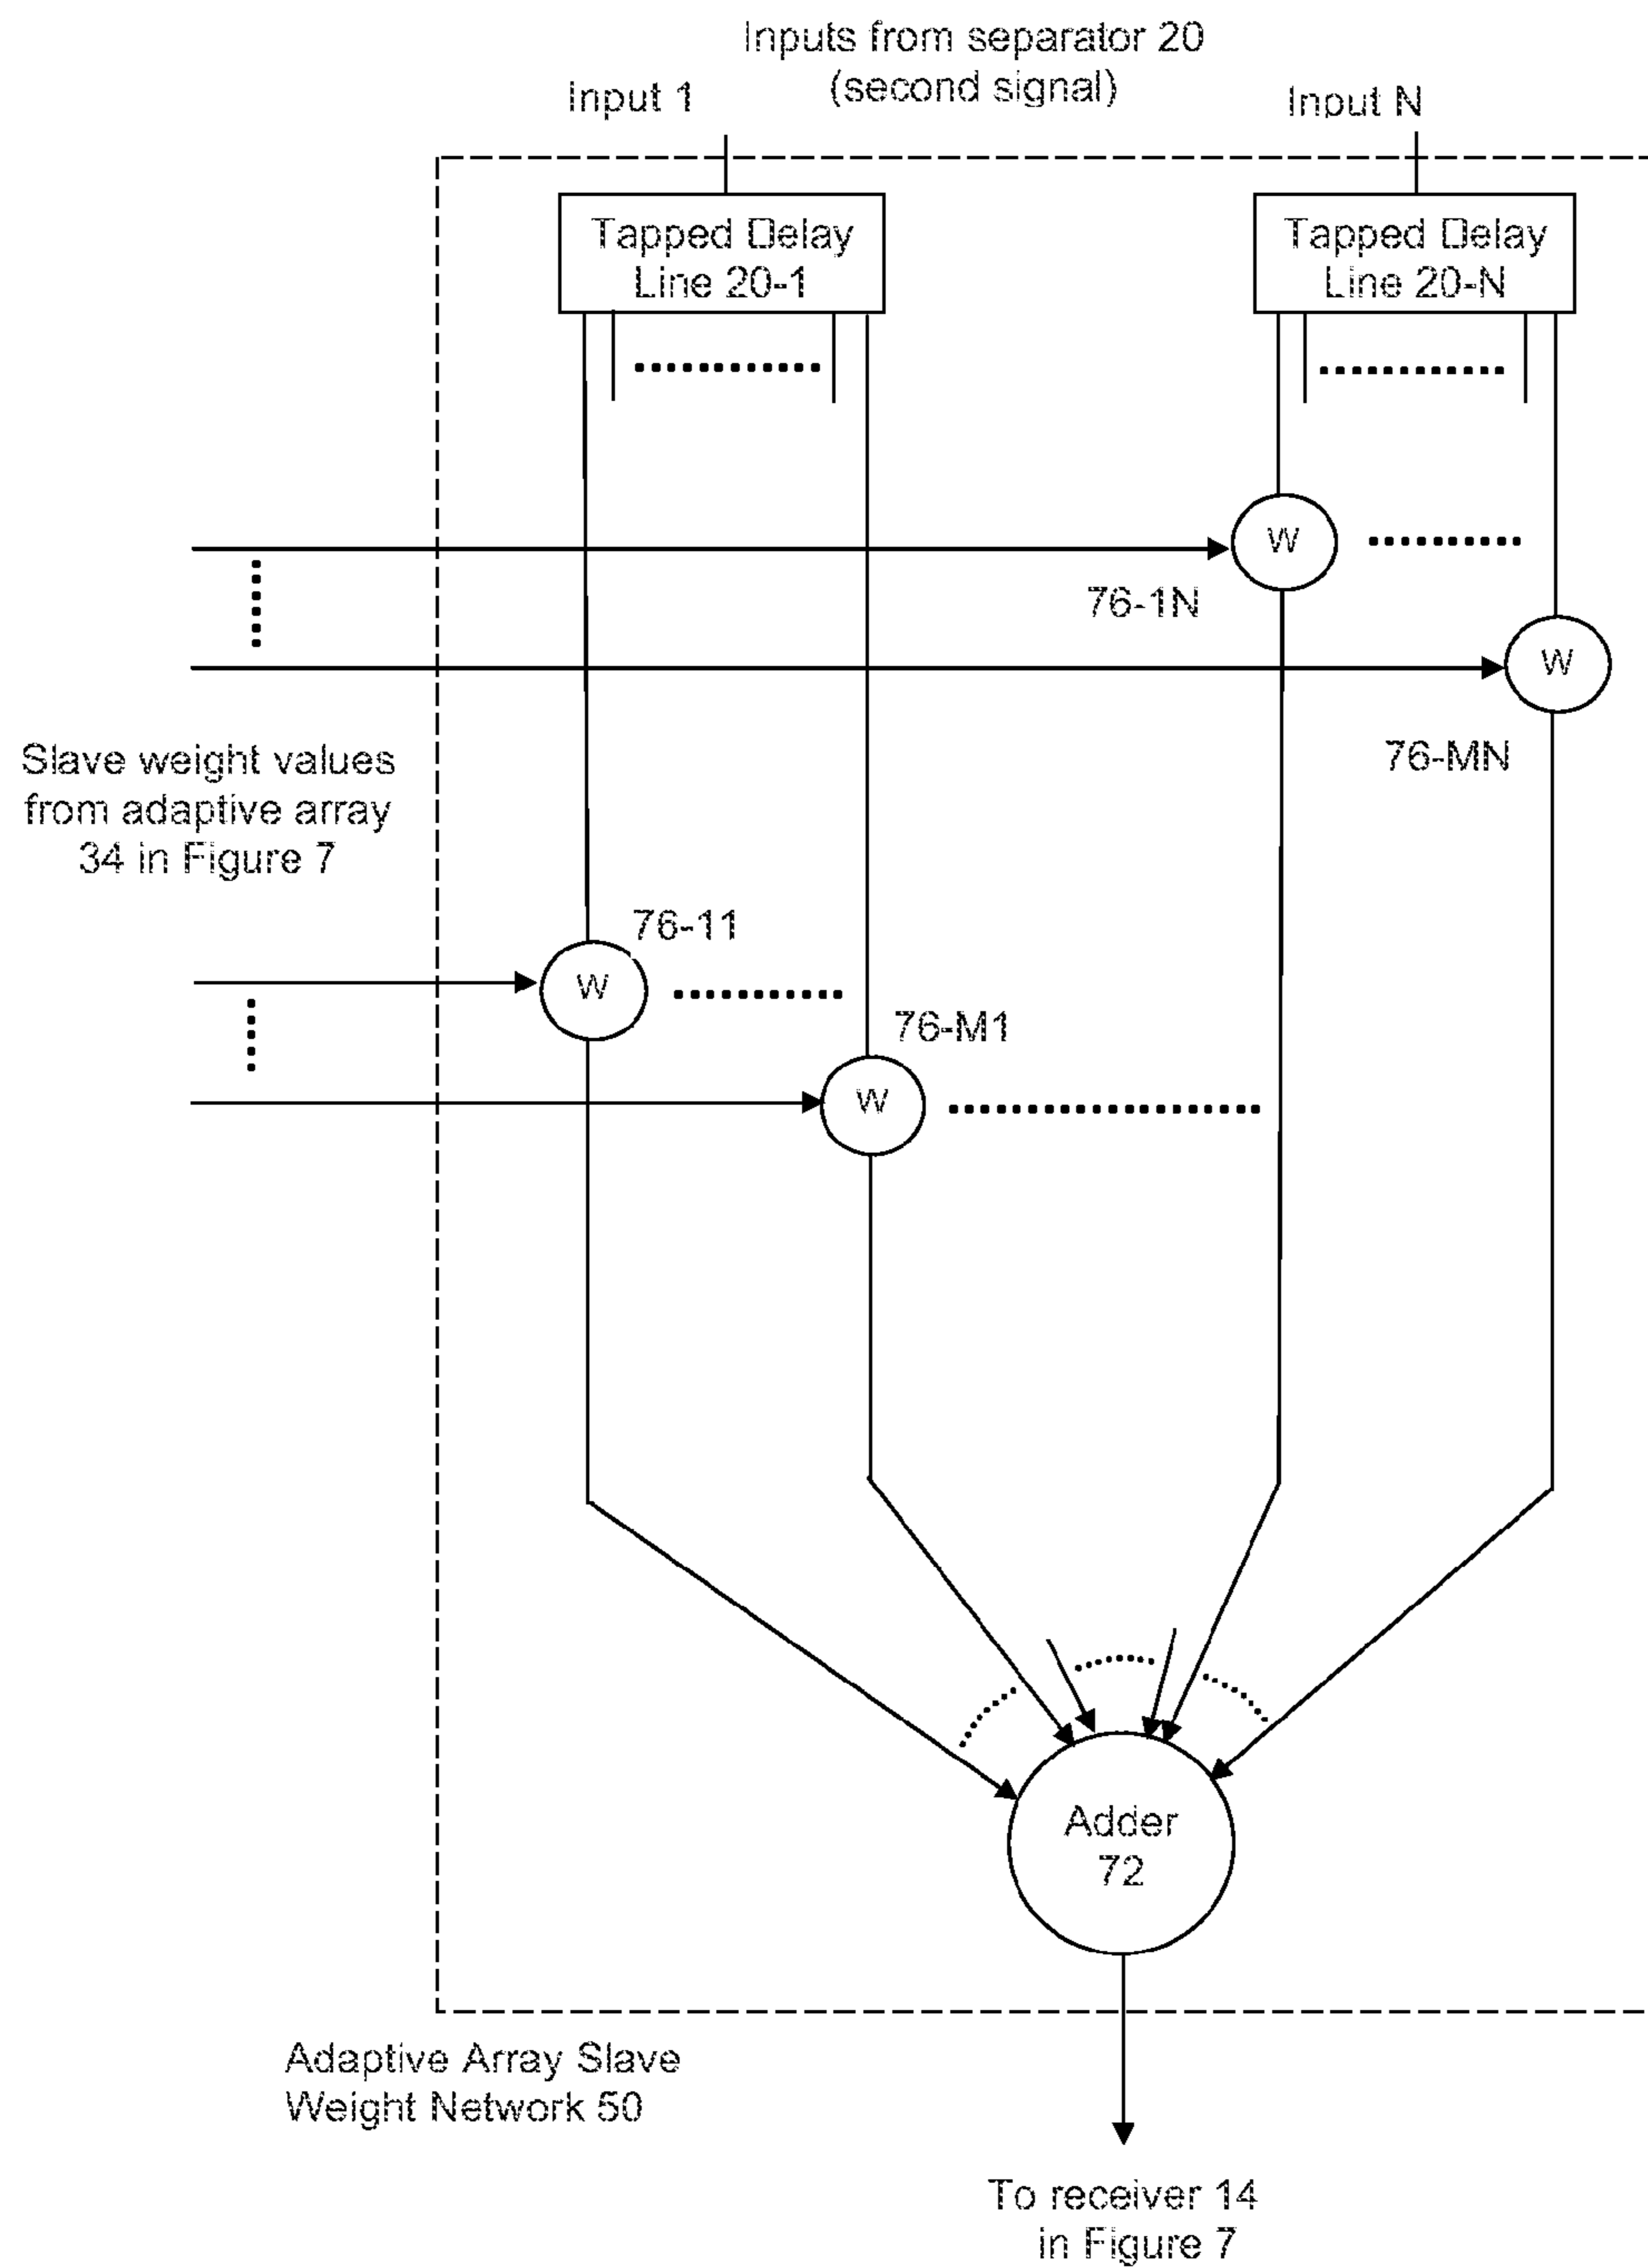 Inputs from separator 20
(second signal)
Input 1
Input N
Tapped Delay
Line 20-1
Tapped Delay
Line 20-N
W
76-1N
W
76-MN
Slave weight values
from adaptive array
34 in Figure 7
76-11
W
76-M1
W
Adder
72
Adaptive Array Slave
Weight Network 50
To receiver 14
in Figure 7